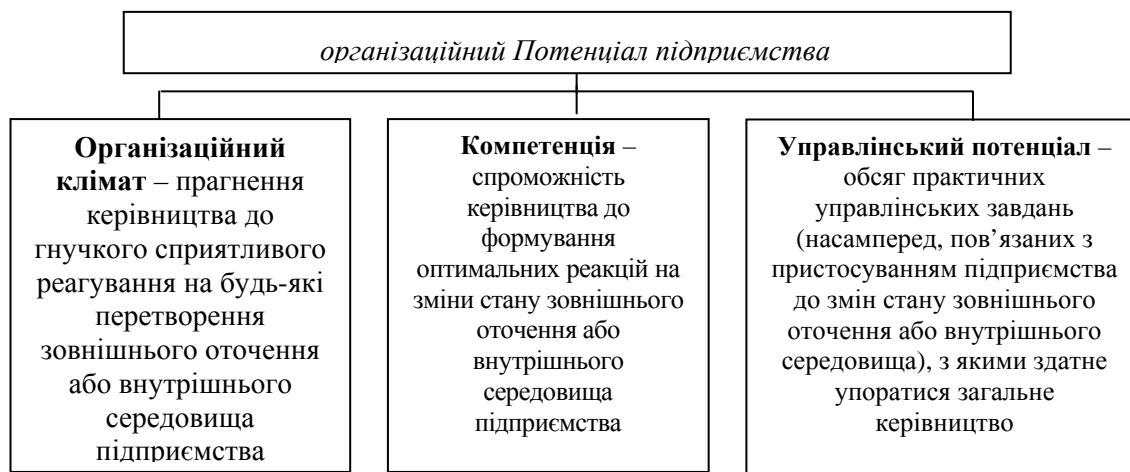 організаційний Потенціал підприємства
Організаційний
клімат – прагнення
керівництва до
гнучкого сприятливого
реагування на будь-які
перетворення
зовнішнього оточення
або внутрішнього
середовища
підприємства
Компетенція –
спроможність
керівництва до
формування
оптимальних реакцій на
зміни стану зовнішнього
оточення або
внутрішнього
середовища
підприємства
Управлінський потенціал –
обсяг практичних
управлінських завдань
(насамперед, пов’язаних з
пристосуванням підприємства
до змін стану зовнішнього
оточення або внутрішнього
середовища), з якими здатне
упоратися загальне
керівництво